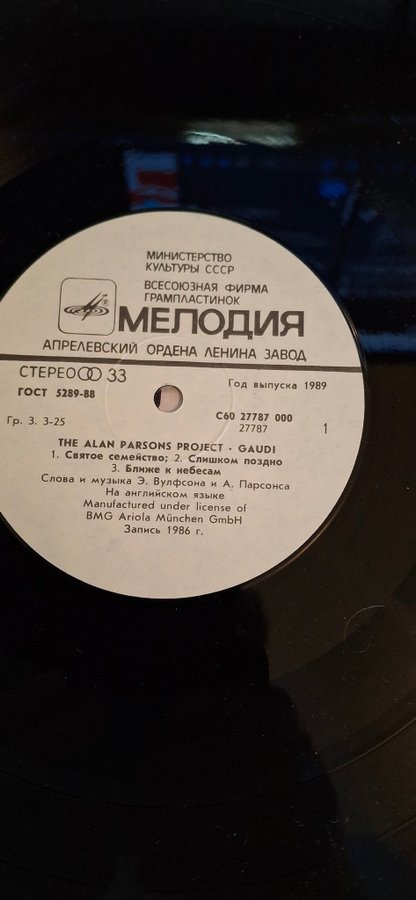 МИНИСТЕРСТВО
КУЛЬТУРЫ СССР
ВСЕСОЮЗНАЯ ФИРМА
ГРАМПЛАСТИНОК
МЕЛОДИЯ
АПРЕЛЕВСКИЙ ОРДЕНА ЛЕНИНА ЗАВОД
СТЕРЕО 33
ГОСТ 5289-88
Год выпуска 1989
Гр. 3. 3-25
С60 27787 000
27787
1
THE ALAN PARSONS PROJECT - GAUDI
1. Святое семейство; 2. Слишком поздно
3. Ближе к небесам
Слова и музыка Э. Вулфсона и А. Парсонса
На английском языке
Manufactured under license of
BMG Ariola München GmbH
Запись 1986 г.